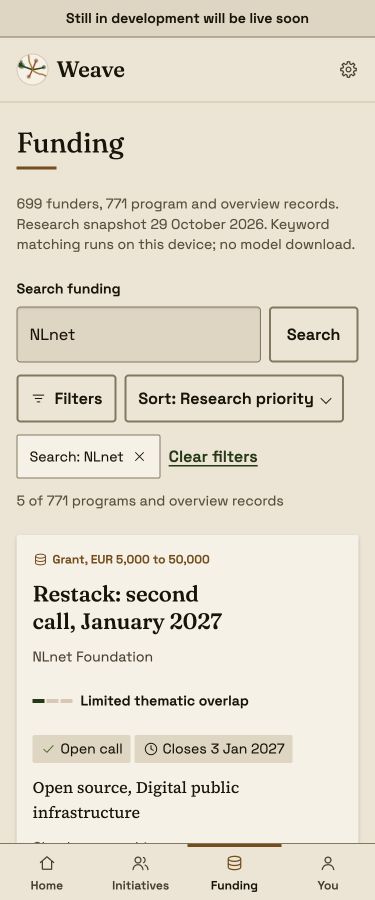 Still in development will be live soon
Weave
Funding
699 funders, 771 program and overview records.
Research snapshot 29 October 2026. Keyword
matching runs on this device; no model download.
Search funding
NLnet
Search
Filters
Sort: Research priority
Search: NLnet
Clear filters
5 of 771 programs and overview records
Grant, EUR 5,000 to 50,000
Restack: second
call, January 2027
NLnet Foundation
Limited thematic overlap
Open call
Closes 3 Jan 2027
Open source, Digital public
infrastructure
Home
Initiatives
Funding
You